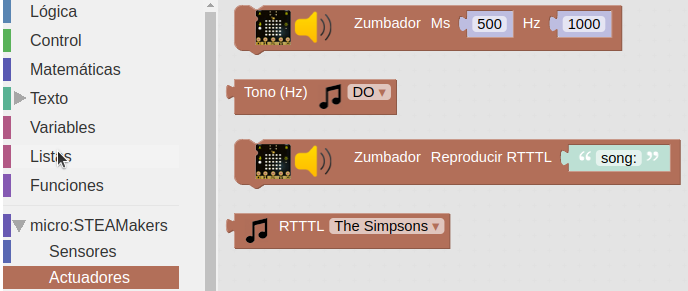 Lógica
Control
Matemáticas
Texto
Variables
Listas
Funciones
micro:STEAMakers
Sensores
Actuadores
Zumbador Ms 500 Hz 1000
Tono (Hz) DO
Zumbador Reproducir RTTTL “ song: ”
RTTTL The Simpsons